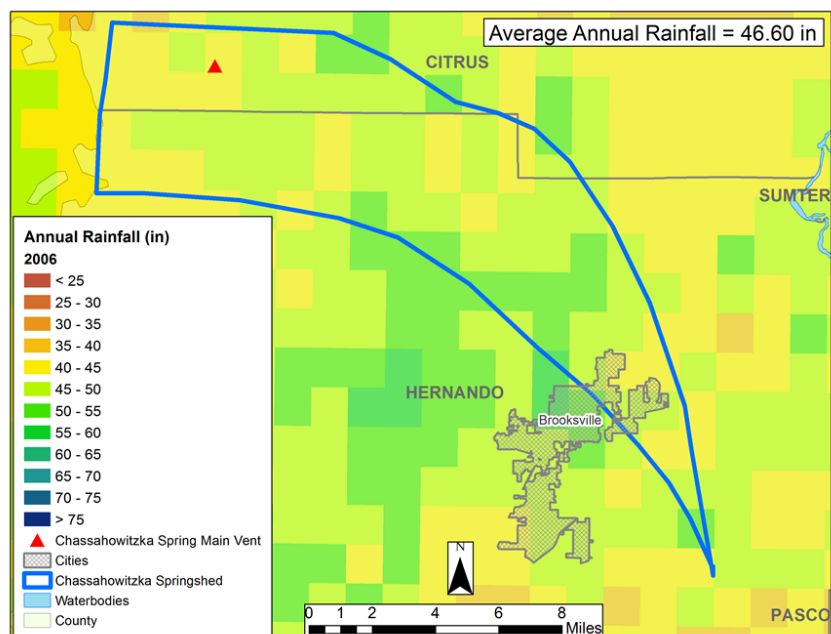 Average Annual Rainfall = 46.60 in
CITRUS
SUMTER
HERNANDO
Brooksville
PASCO
Annual Rainfall (in)
2006
< 25
25 - 30
30 - 35
35 - 40
40 - 45
45 - 50
50 - 55
55 - 60
60 - 65
65 - 70
70 - 75
> 75
Chassahowitzka Spring Main Vent
Cities
Chassahowitzka Springshed
Waterbodies
County
N
0 1 2 4 6 8
Miles